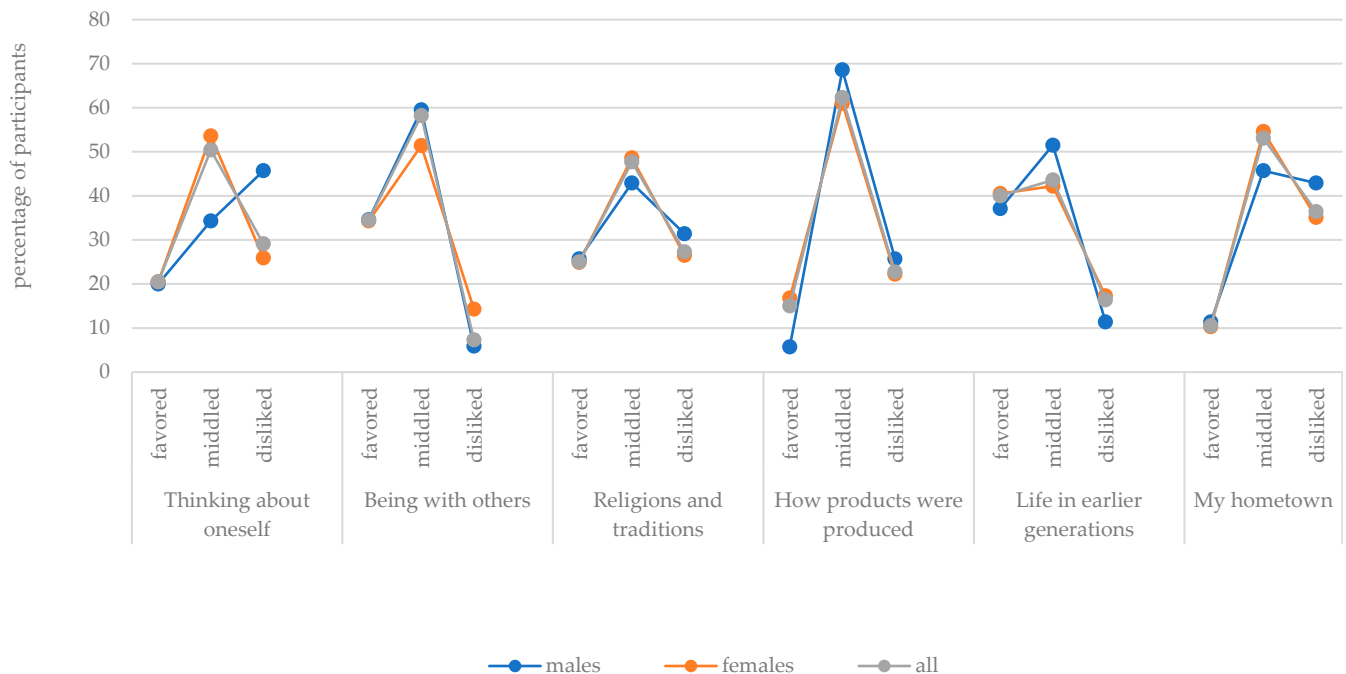 percentage of participants
80
70
60
50
40
30
20
10
0
favored
middled
disliked
favored
middled
disliked
favored
middled
disliked
favored
middled
disliked
favored
middled
disliked
favored
middled
disliked
Thinking about
oneself
Being with others
Religions and
traditions
How products were
produced
Life in earlier
generations
My hometown
males
females
all